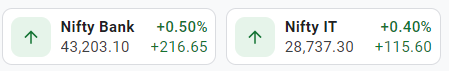 Nifty Bank +0.50%
43,203.10 +216.65
Nifty IT +0.40%
28,737.30 +115.60